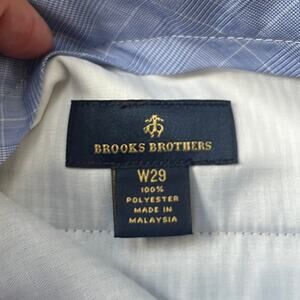 BROOKS BROTHERS
W29
100%
POLYESTER
MADE IN
MALAYSIA